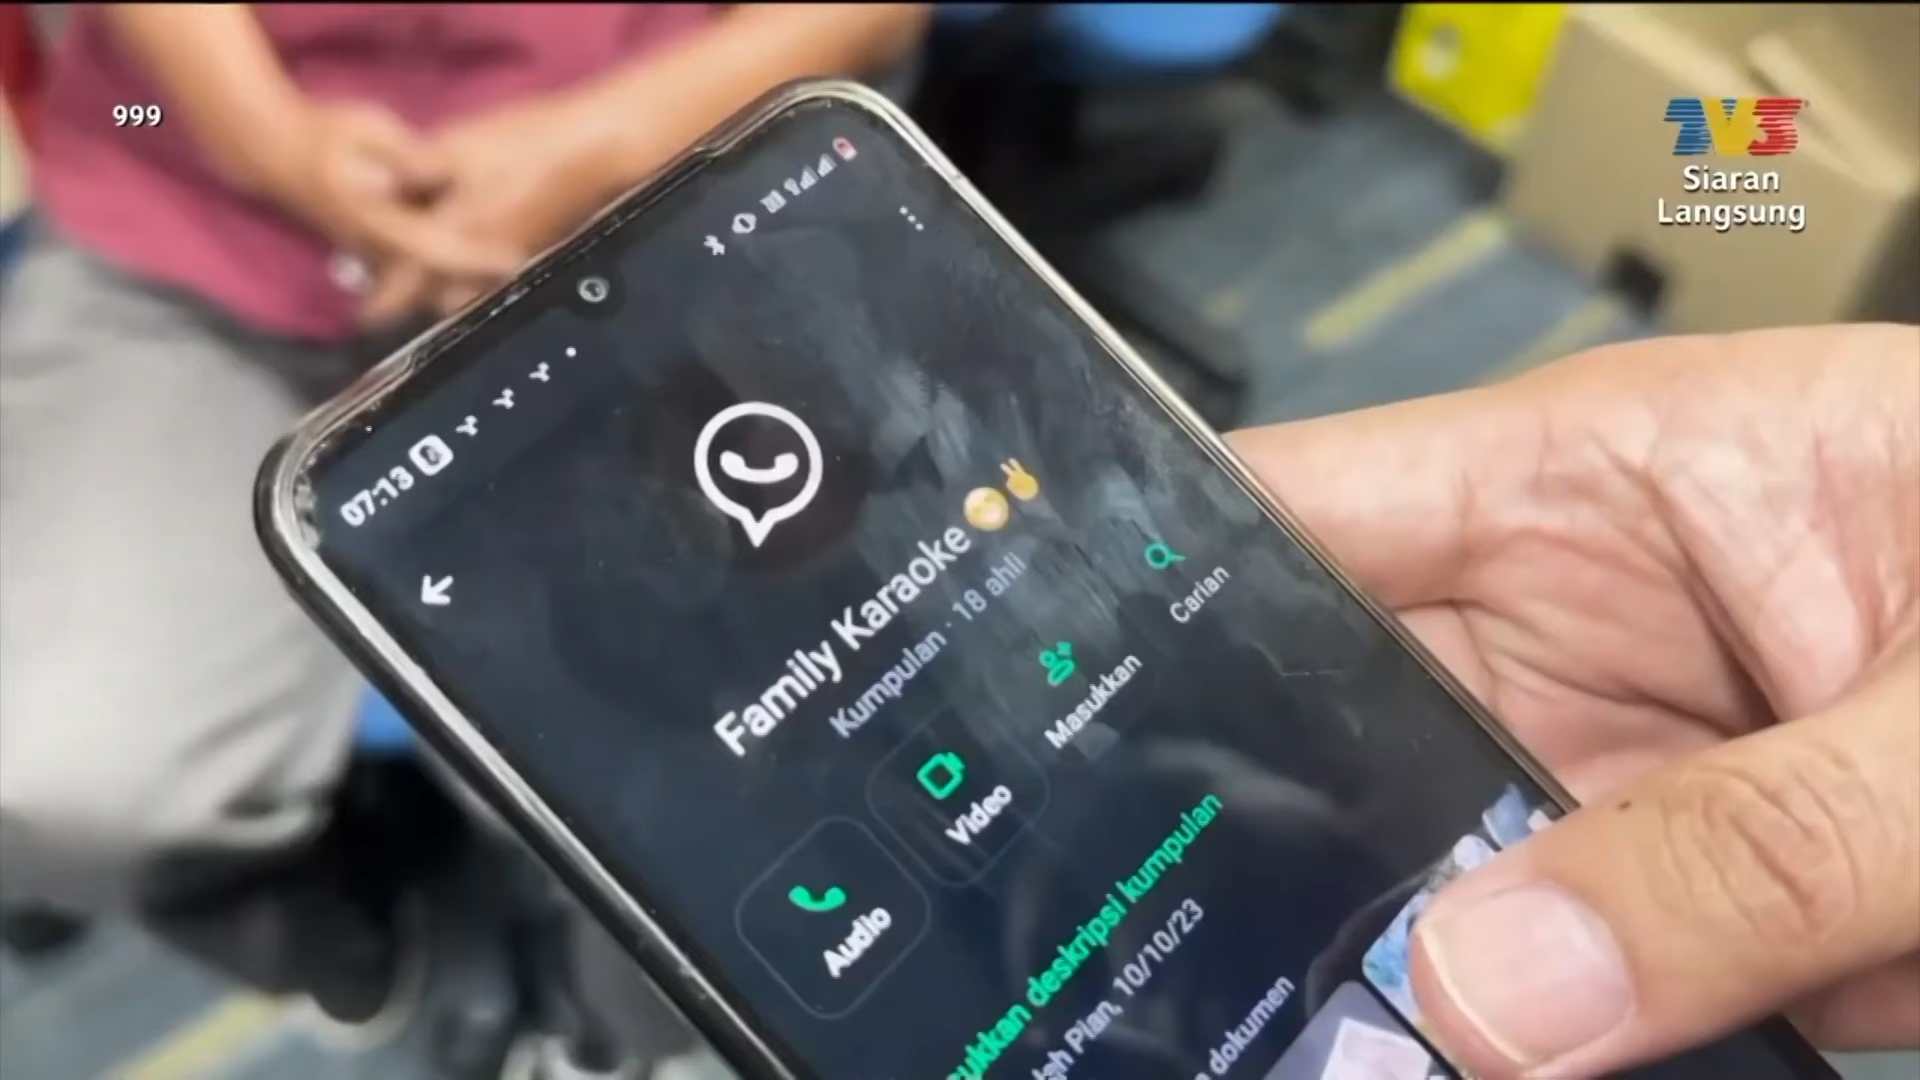 999
TV3
Siaran
Langsung
07:13
Family Karaoke
Kumpulan · 18 ahli
Audio
Video
Masukkan
Carian
deskripsi kumpulan
10/10/23
dokumen